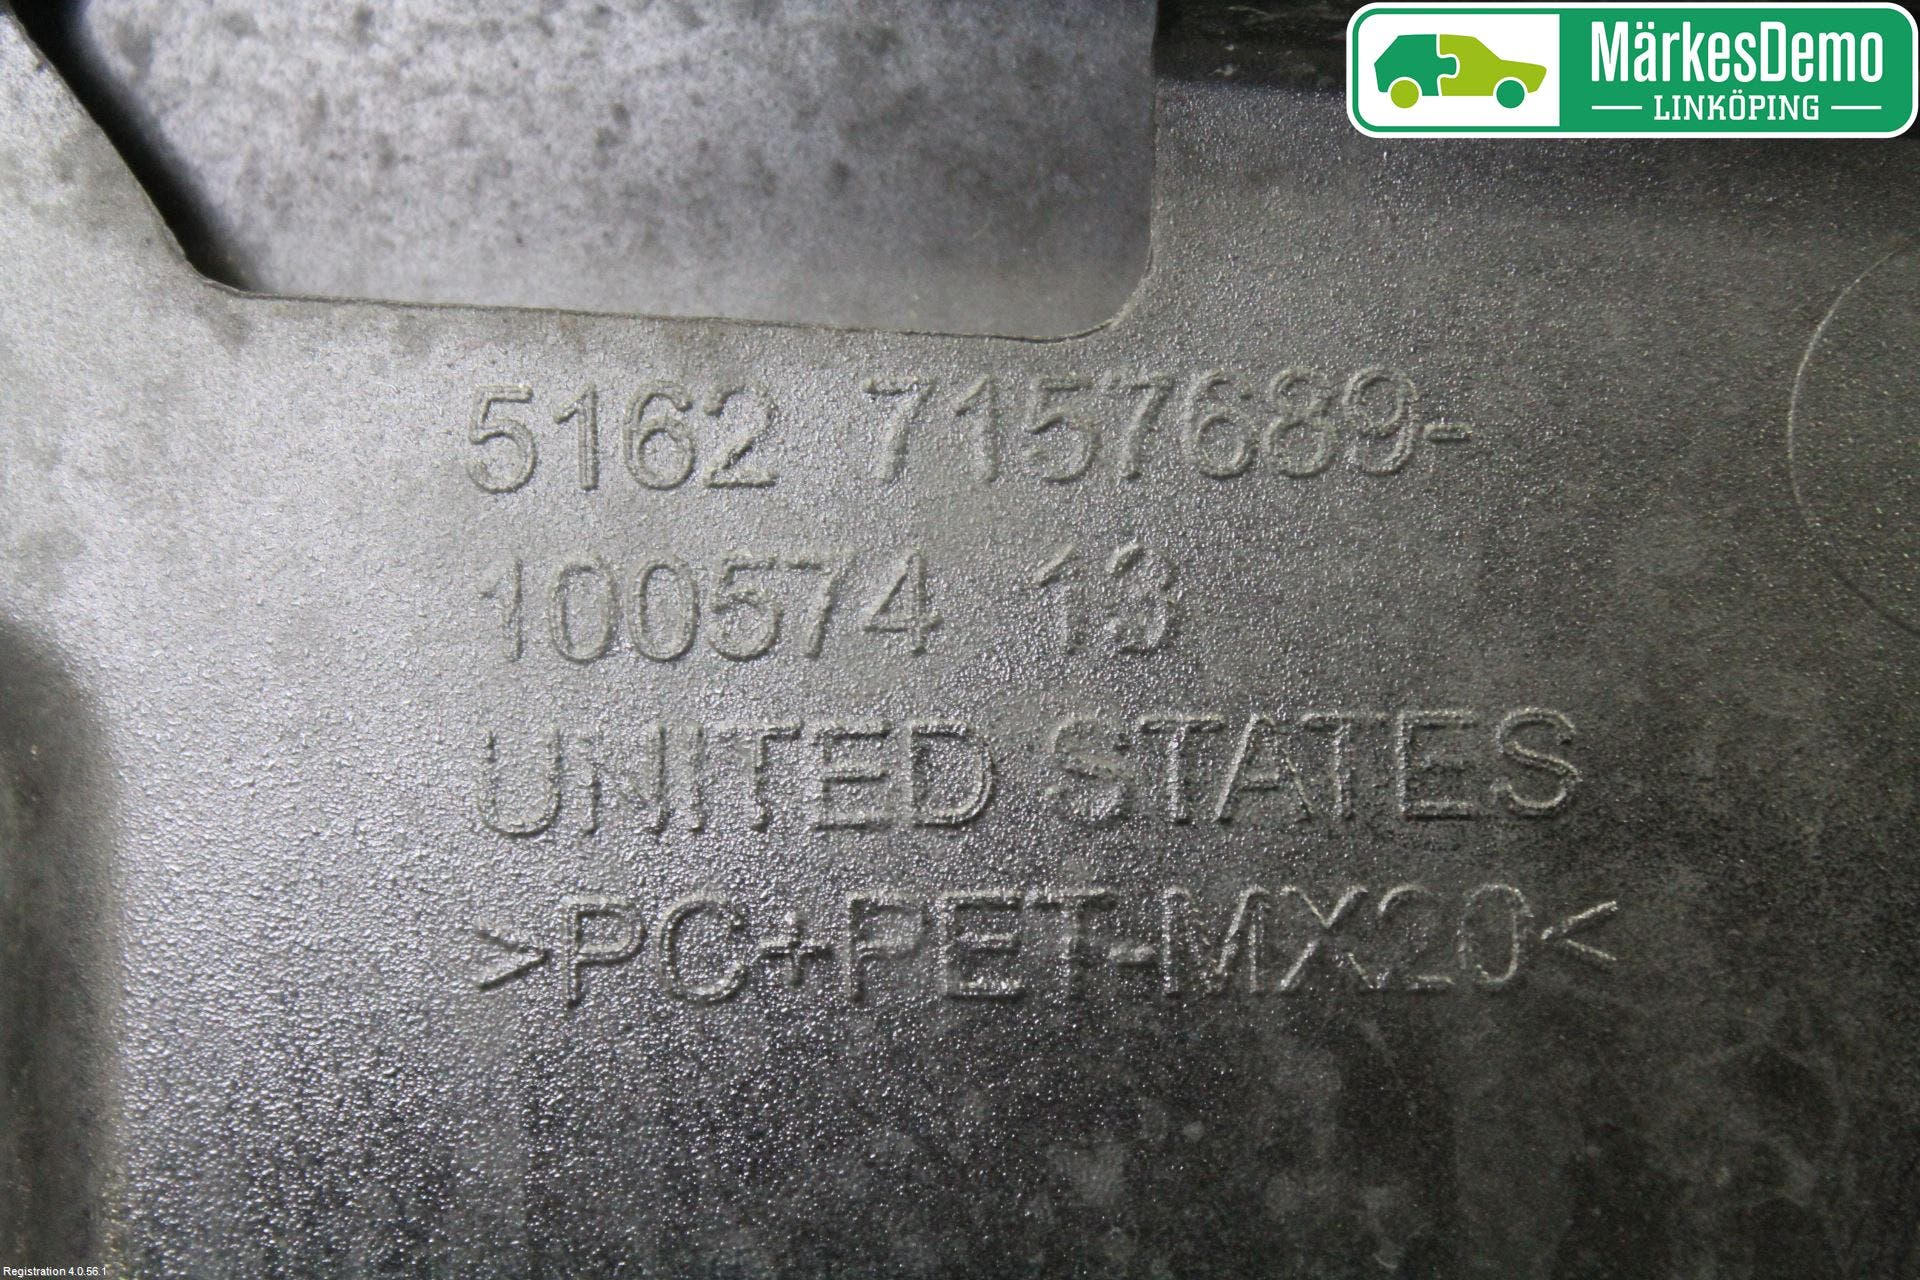 MärkesDemo
LINKÖPING
5162 7157689-
100574 13
UNITED STATES
>PC+PET-MX20<
Registration 4.0.56.1